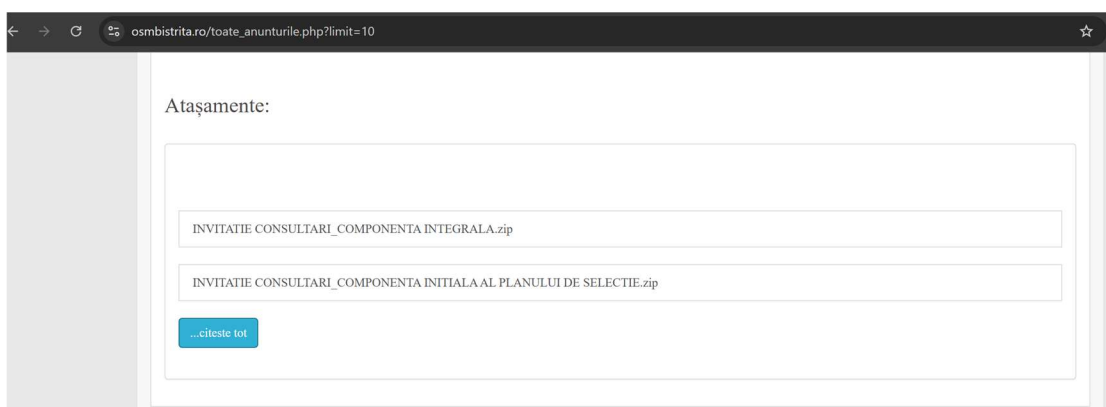 osmbistrita.ro/toate_anunturile.php?limit=10
Atașamente:
INVITATIE CONSULTARI_COMPONENTA INTEGRALA.zip
INVITATIE CONSULTARI_COMPONENTA INITIALA AL PLANULUI DE SELECTIE.zip
...citeste tot